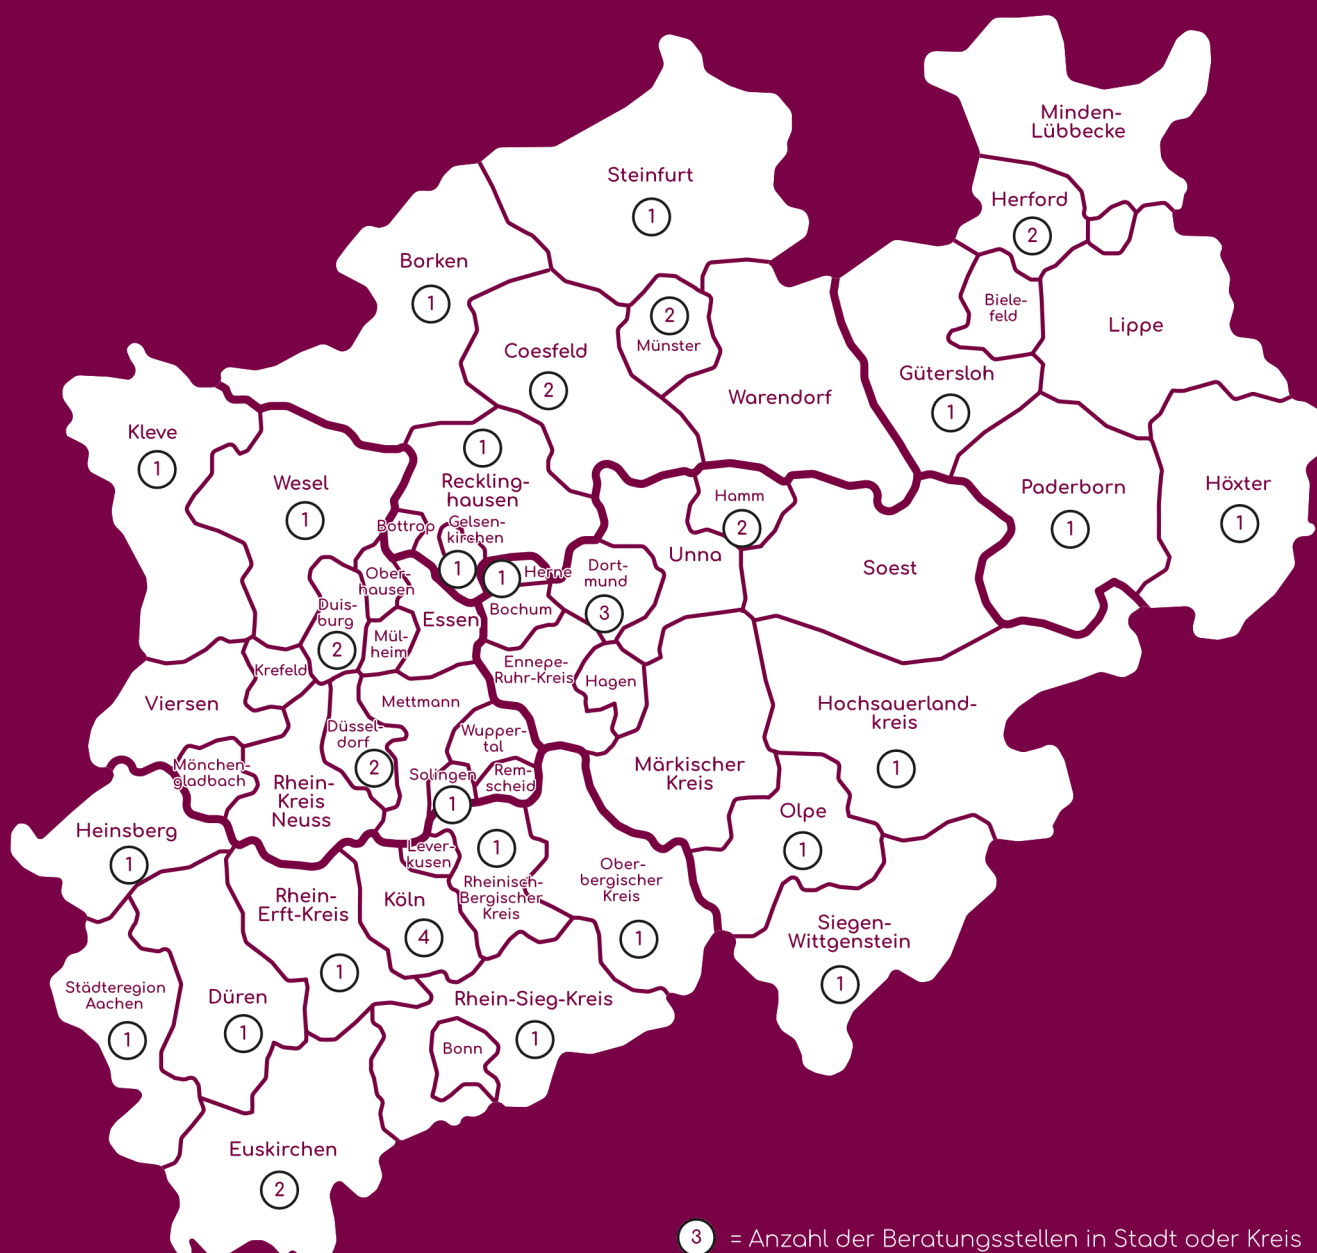 Minden-
Lübbecke
Steinfurt
1
Herford
2
Borken
1
Biele-
feld
Lippe
2
Münster
Coesfeld
2
Gütersloh
1
Warendorf
Kleve
1
1
Reckling-
hausen
Wesel
1
Paderborn
1
Höxter
1
Hamm
2
Bottrop
Gelsen-
kirchen
1
Unna
Soest
1
Herne
Dort-
mund
3
Ober-
hausen
Duis-
burg
2
Bochum
Essen
Mül-
heim
Krefeld
Ennepe-
Ruhr-Kreis
Hagen
Viersen
Mettmann
Hochsauerland-
kreis
1
Düssel-
dorf
2
Wupper-
tal
Mönchen-
gladbach
Solingen
1
Rem-
scheid
Märkischer
Kreis
Rhein-
Kreis
Neuss
Olpe
1
Heinsberg
1
Lever-
kusen
1
Rheinisch-
Bergischer
Kreis
Ober-
bergischer
Kreis
1
Rhein-
Erft-Kreis
1
Köln
4
Siegen-
Wittgenstein
1
Städteregion
Aachen
1
Düren
1
Rhein-Sieg-Kreis
1
Bonn
Euskirchen
2
3 = Anzahl der Beratungsstellen in Stadt oder Kreis